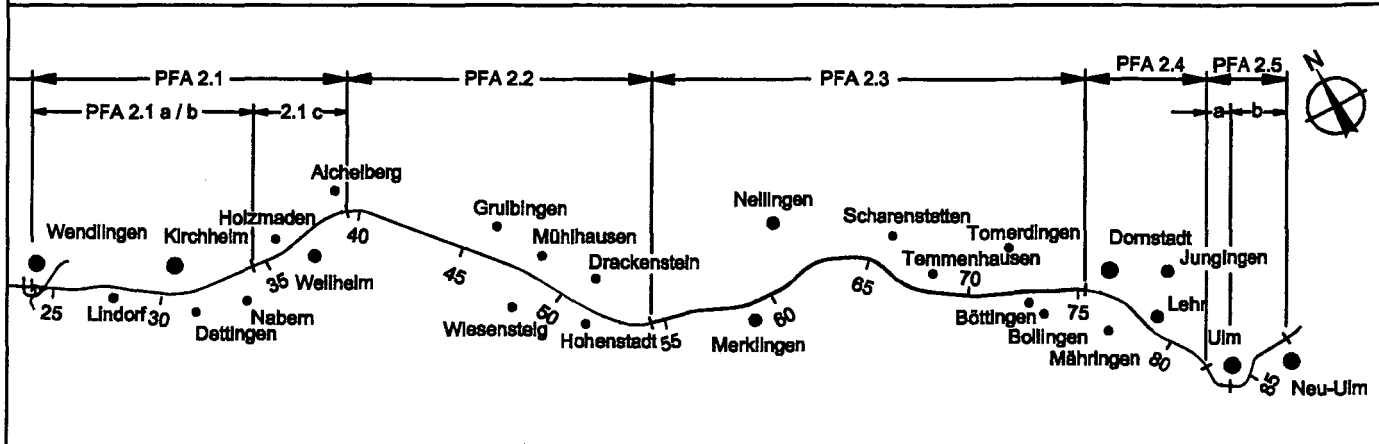 N
PFA 2.1
PFA 2.2
PFA 2.3
PFA 2.4
PFA 2.5
PFA 2.1 a / b
2.1 c
a
b
Aichelberg
Holzmaden
Wendlingen
Kirchheim
40
35
Weilheim
25
Lindorf
30
Dettingen
Nabern
Gruibingen
Mühlhausen
45
Drackenstein
50
Wiesensteig
Hohenstadt
55
Nellingen
60
Merklingen
Scharenstetten
65
Tomerdingen
Temmenhausen
70
Böttingen
Bollingen
75
Dornstadt
Jungingen
Lehr
Mähringen
80
Ulm
85
Neu-Ulm